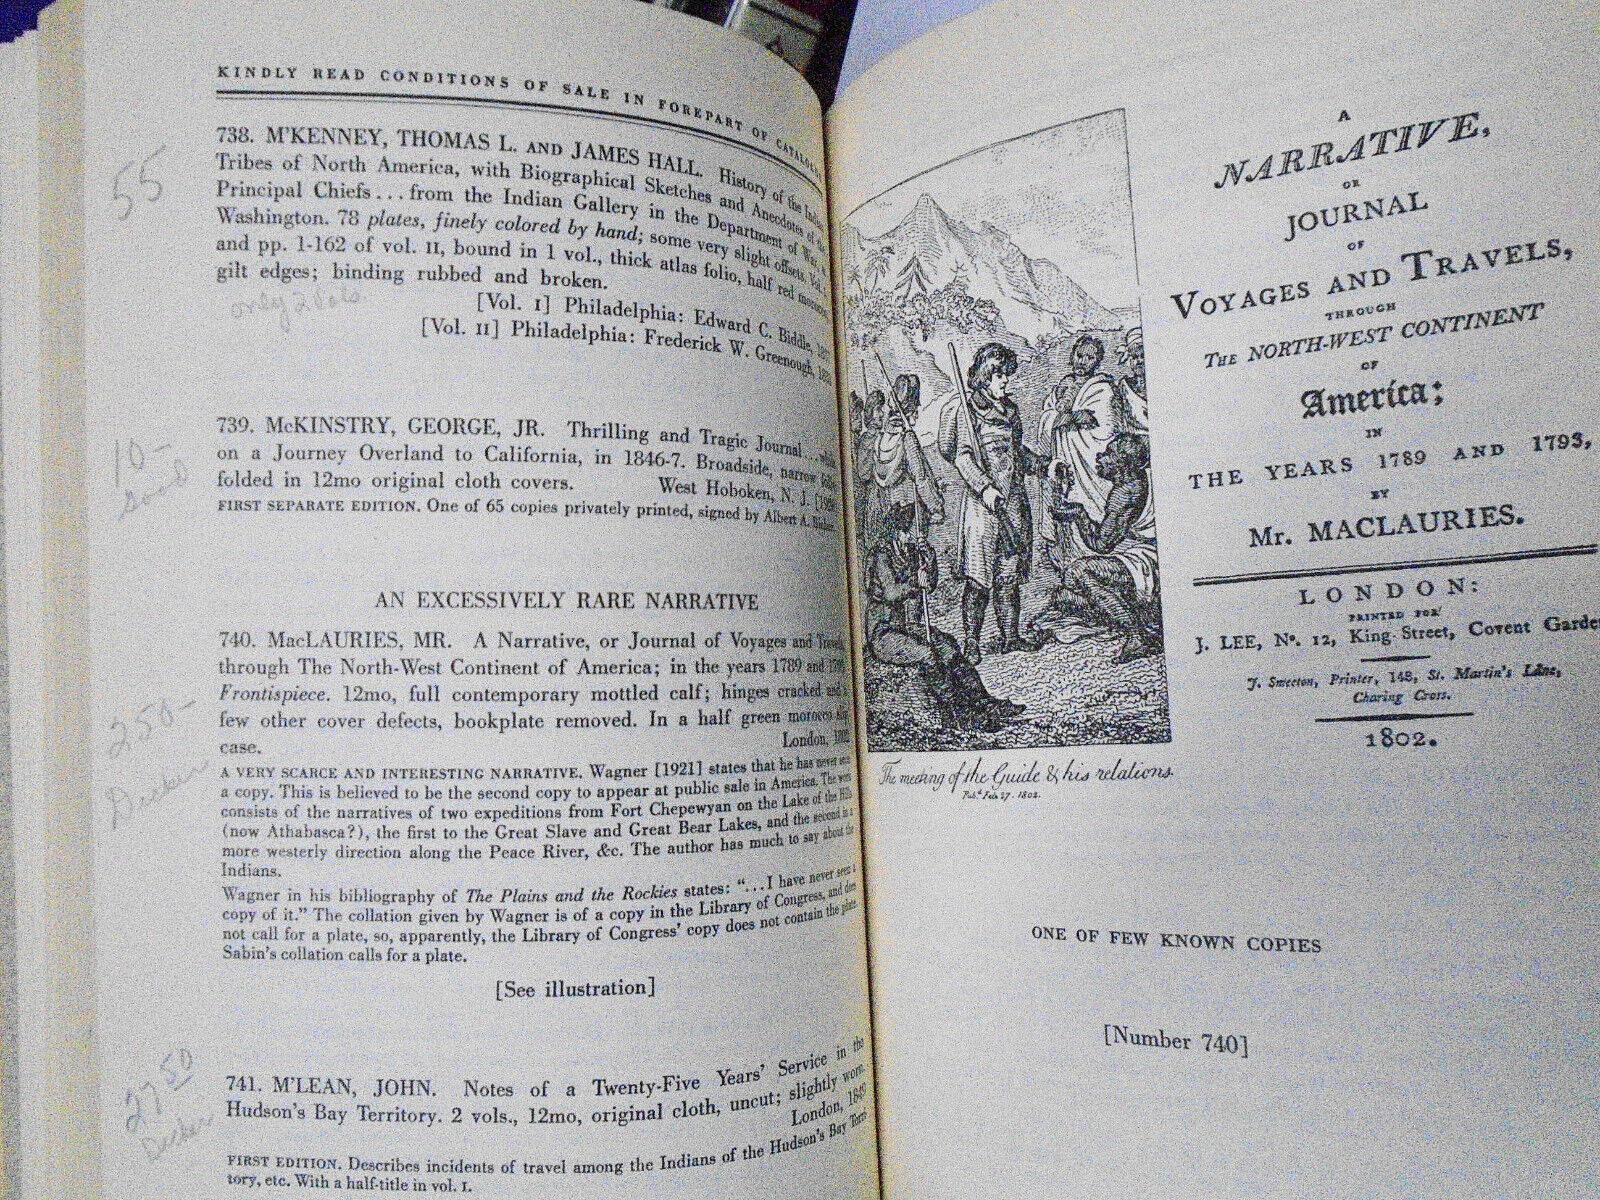 KINDLY READ CONDITIONS OF SALE IN FOREPART OF CATALOGUE
55
738. M'KENNEY, THOMAS L. AND JAMES HALL. History of the Indian
Tribes of North America, with Biographical Sketches and Anecdotes of the
Principal Chiefs . . . from the Indian Gallery in the Department of War,
Washington. 78 plates, finely colored by hand; some very slight offsets. Vol.
and pp. 1-162 of vol. II, bound in 1 vol., thick atlas folio, half red morocco,
gilt edges; binding rubbed and broken.
only 2 vols.
[Vol. I] Philadelphia: Edward C. Biddle,
[Vol. II] Philadelphia: Frederick W. Greenough,
10-
Good
739. McKINSTRY, GEORGE, JR. Thrilling and Tragic Journal . . .
on a Journey Overland to California, in 1846-7. Broadside, narrow folio,
folded in 12mo original cloth covers. West Hoboken, N. J.
FIRST SEPARATE EDITION. One of 65 copies privately printed, signed by Albert A.
AN EXCESSIVELY RARE NARRATIVE
250-
Decker
740. MacLAURIES, MR. A Narrative, or Journal of Voyages and Travels,
through The North-West Continent of America; in the years 1789 and 1793.
Frontispiece. 12mo, full contemporary mottled calf; hinges cracked and a
few other cover defects, bookplate removed. In a half green morocco slip
case. London, 1802
A VERY SCARCE AND INTERESTING NARRATIVE. Wagner [1921] states that he has never seen
a copy. This is believed to be the second copy to appear at public sale in America. The work
consists of the narratives of two expeditions from Fort Chepewyan on the Lake of the Hills
(now Athabasca?), the first to the Great Slave and Great Bear Lakes, and the second in a
more westerly direction along the Peace River, &c. The author has much to say about the
Indians.
Wagner in his bibliography of The Plains and the Rockies states: "...I have never seen a
copy of it." The collation given by Wagner is of a copy in the Library of Congress, and does
not call for a plate, so, apparently, the Library of Congress' copy does not contain the plate.
Sabin's collation calls for a plate.
[See illustration]
27 50
Decker
741. M'LEAN, JOHN. Notes of a Twenty-Five Years' Service in the
Hudson's Bay Territory. 2 vols., 12mo, original cloth, uncut; slightly worn.
London, 1849
FIRST EDITION. Describes incidents of travel among the Indians of the Hudson's Bay Terri-
tory, etc. With a half-title in vol. I.
The meeting of the Guide & his relations.
Pubd. Feb 27. 1802.
A
NARRATIVE,
OR
JOURNAL
OF
VOYAGES AND TRAVELS,
THROUGH
THE NORTH-WEST CONTINENT
OF
America;
IN
THE YEARS 1789 AND 1793,
BY
Mr. MACLAURIES.
LONDON:
PRINTED FOR
J. LEE, No. 12, King-Street, Covent Garden
J. Smeeton, Printer, 148, St. Martin's Lane,
Charing Cross.
1802.
ONE OF FEW KNOWN COPIES
[Number 740]